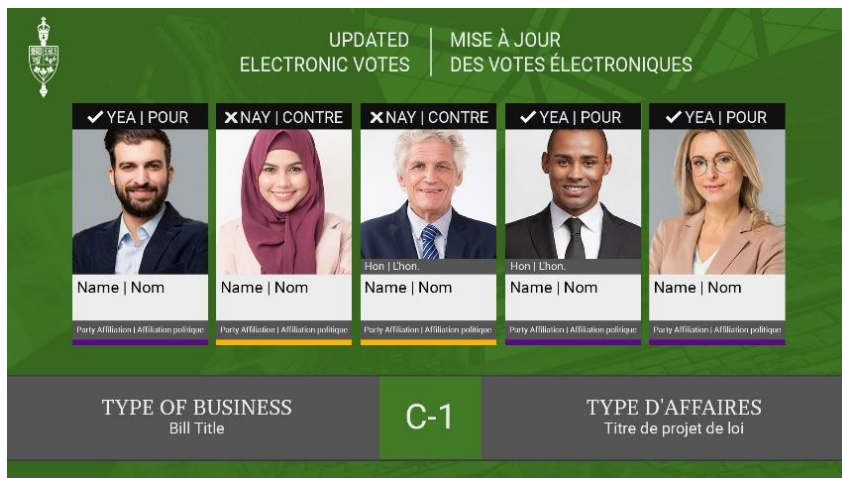 UPDATED
ELECTRONIC VOTES
MISE À JOUR
DES VOTES ÉLECTRONIQUES
YEA | POUR
NAY | CONTRE
NAY | CONTRE
YEA | POUR
YEA | POUR
Hon | L'hon.
Hon | L'hon.
Name | Nom
Name | Nom
Name | Nom
Name | Nom
Name | Nom
Party Affiliation | Affiliation politique
Party Affiliation | Affiliation politique
Party Affiliation | Affiliation politique
Party Affiliation | Affiliation politique
Party Affiliation | Affiliation politique
TYPE OF BUSINESS
Bill Title
C-1
TYPE D'AFFAIRES
Titre de projet de loi